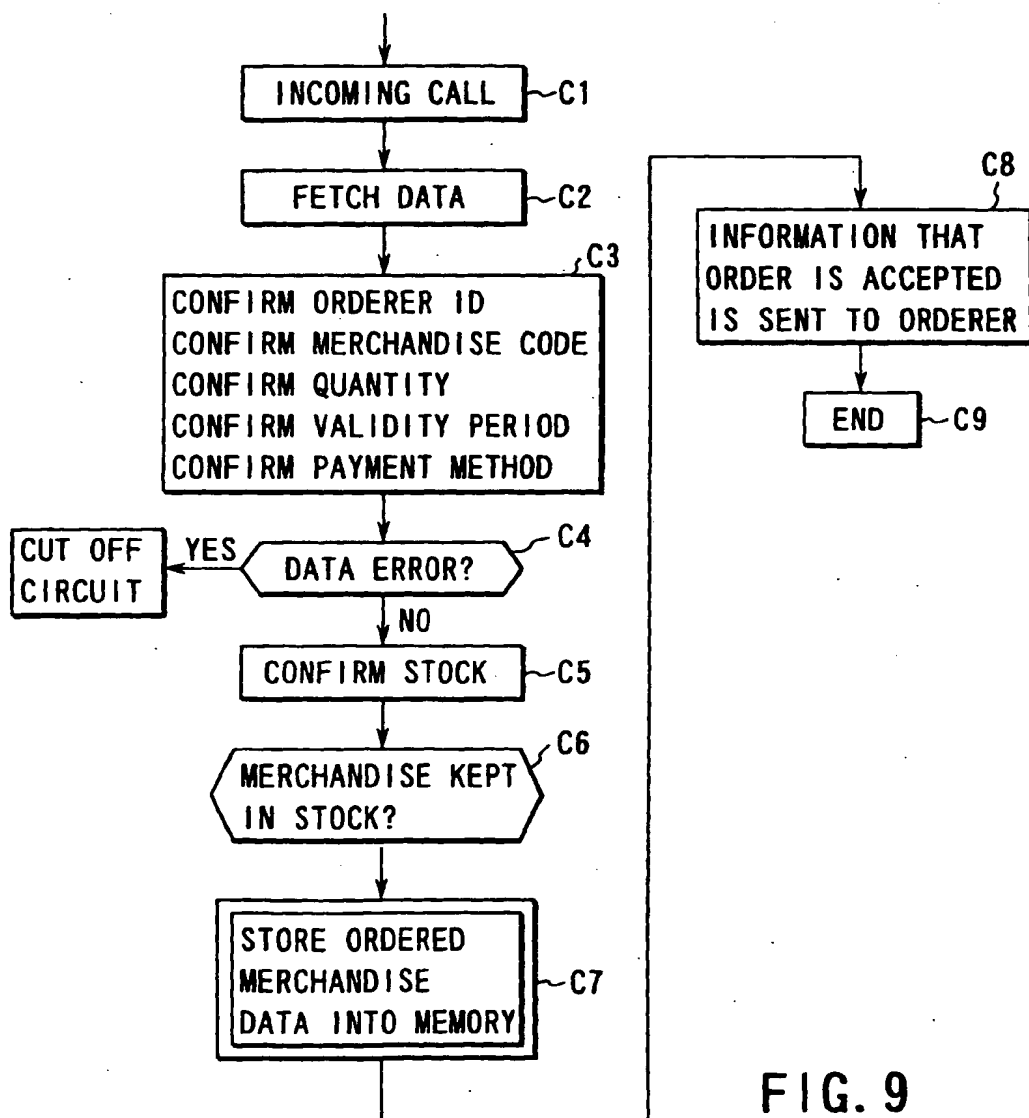 INCOMING CALL
C1
FETCH DATA
C2
C3
CONFIRM ORDERER ID
CONFIRM MERCHANDISE CODE
CONFIRM QUANTITY
CONFIRM VALIDITY PERIOD
CONFIRM PAYMENT METHOD
C4
DATA ERROR?
YES
CUT OFF
CIRCUIT
NO
CONFIRM STOCK
C5
C6
MERCHANDISE KEPT
IN STOCK?
STORE ORDERED
MERCHANDISE
DATA INTO MEMORY
C7
C8
INFORMATION THAT
ORDER IS ACCEPTED
IS SENT TO ORDERER
END
C9
FIG. 9